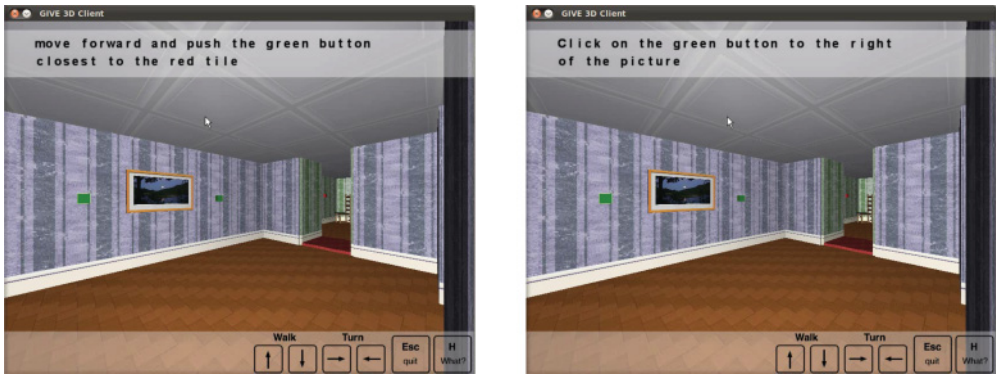 GIVE 3D Client
move forward and push the green button
closest to the red tile
Walk Turn
Esc
quit
H
What?
GIVE 3D Client
Click on the green button to the right
of the picture
Walk Turn
Esc
quit
H
What?